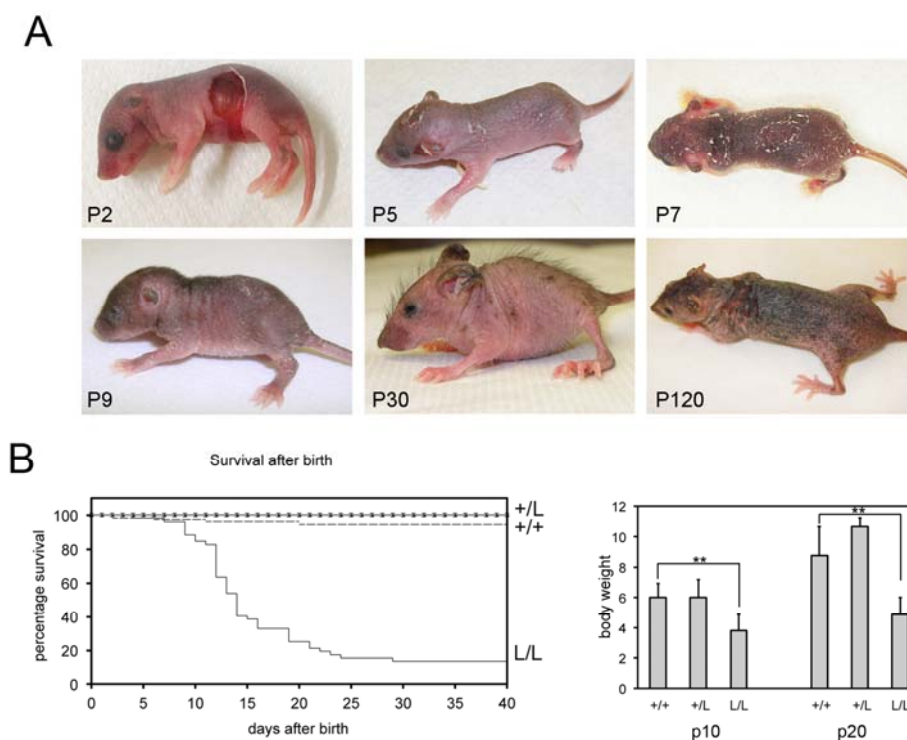 A
P2
P5
P7
P9
P30
P120
B
Survival after birth
percentage survival
100
80
60
40
20
0
0 5 10 15 20 25 30 35 40
days after birth
+/L
+/+
L/L
body weight
12
10
8
6
4
2
0
**
**
+/+ +/L L/L +/+ +/L L/L
p10 p20